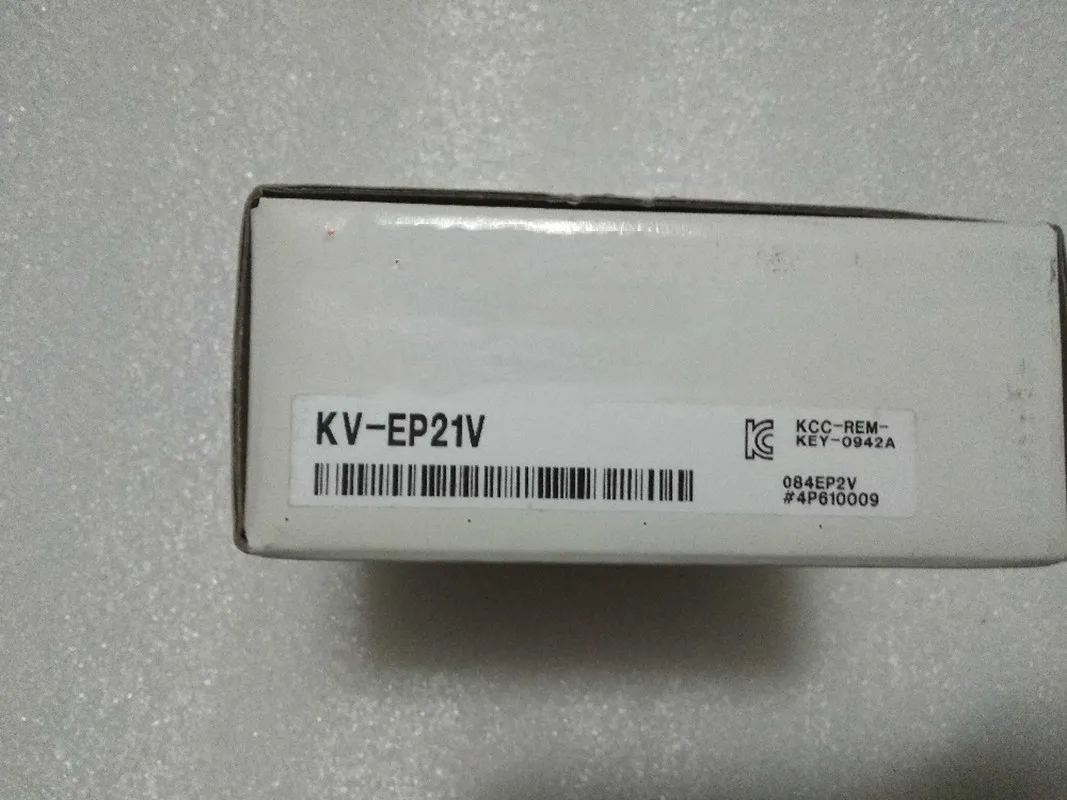 KV-EP21V
KCC-REM-
KEY-0942A
084EP2V
#4P610009